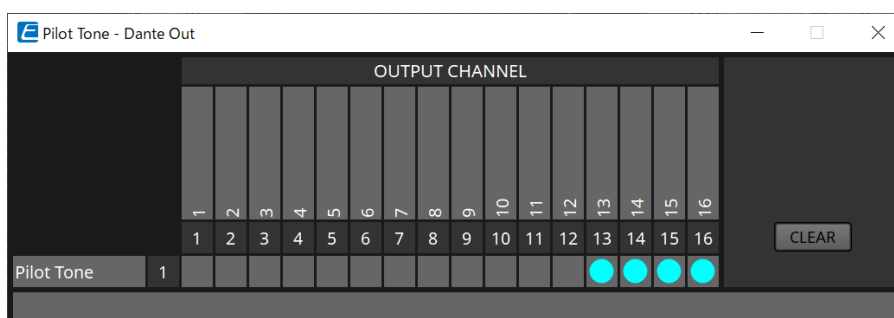 Pilot Tone - Dante Out
OUTPUT CHANNEL
1 2 3 4 5 6 7 8 9 10 11 12 13 14 15 16
1 2 3 4 5 6 7 8 9 10 11 12 13 14 15 16
CLEAR
Pilot Tone 1